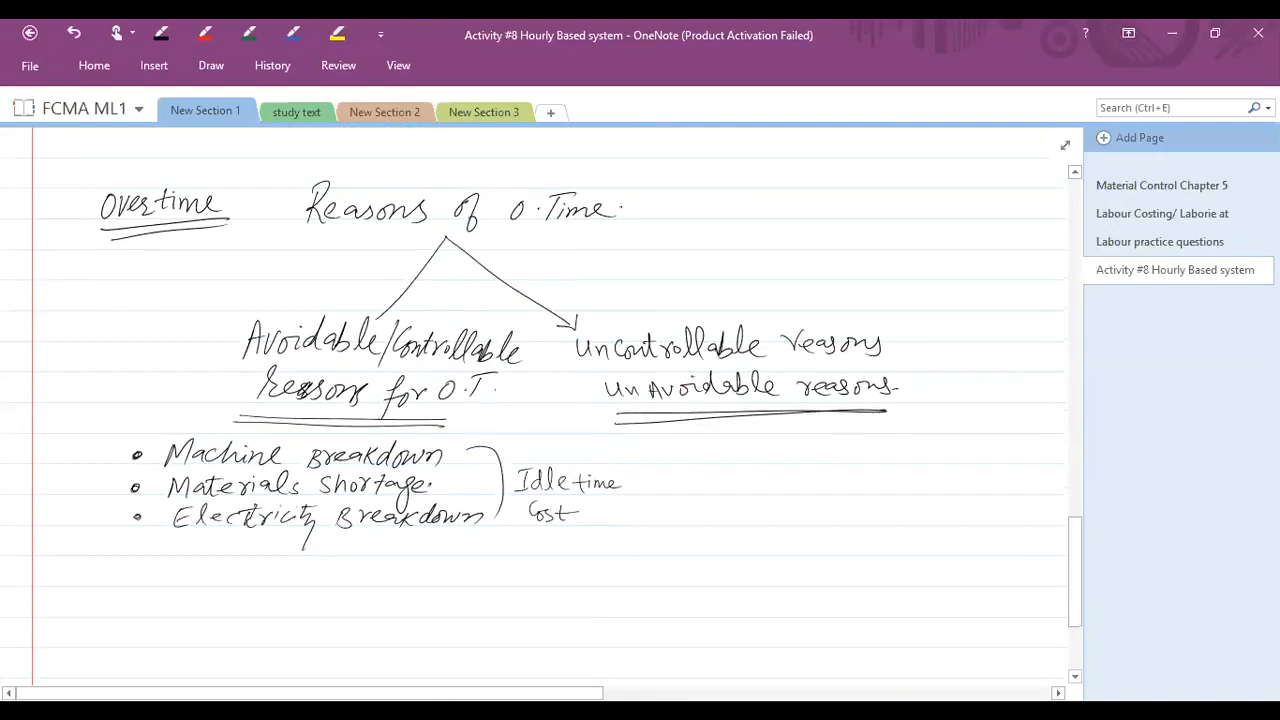 Activity #8 Hourly Based system - OneNote (Product Activation Failed)
?
File Home Insert Draw History Review View
FCMA ML1 New Section 1 study text New Section 2 New Section 3
Search (Ctrl+E)
Add Page
Material Control Chapter 5
Labour Costing/ Laborie at
Labour practice questions
Activity #8 Hourly Based system
Overtime Reasons of O.Time.
Avoidable/Controllable
Reasons for O.T.
Uncontrollable reasons
UnAvoidable reasons
• Machine Breakdown
• Materials Shortage
• Electricity Breakdown
Idle time
Cost